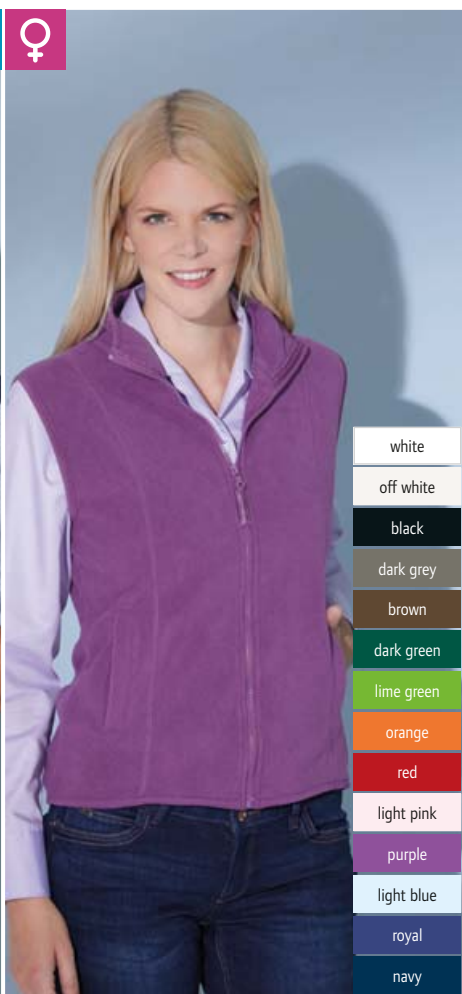 white
off white
black
dark grey
brown
dark green
lime green
orange
red
light pink
purple
light blue
royal
navy